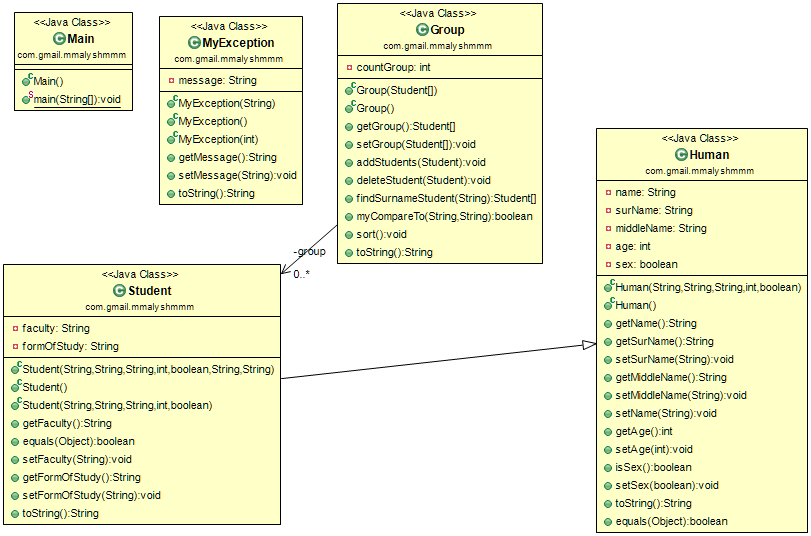 <<Java Class>>
Main
com.gmail.mmalyshmmm
Main()
main(String[]):void
<<Java Class>>
MyException
com.gmail.mmalyshmmm
message: String
MyException(String)
MyException()
MyException(int)
getMessage():String
setMessage(String):void
toString():String
<<Java Class>>
Group
com.gmail.mmalyshmmm
countGroup: int
Group(Student[])
Group()
getGroup():Student[]
setGroup(Student[]):void
addStudents(Student):void
deleteStudent(Student):void
findSurnameStudent(String):Student[]
myCompareTo(String,String):boolean
sort():void
toString():String
-group
0..*
<<Java Class>>
Student
com.gmail.mmalyshmmm
faculty: String
formOfStudy: String
Student(String,String,String,int,boolean,String,String)
Student()
Student(String,String,String,int,boolean)
getFaculty():String
equals(Object):boolean
setFaculty(String):void
getFormOfStudy():String
setFormOfStudy(String):void
toString():String
<<Java Class>>
Human
com.gmail.mmalyshmmm
name: String
surName: String
middleName: String
age: int
sex: boolean
Human(String,String,String,int,boolean)
Human()
getName():String
getSurName():String
setSurName(String):void
getMiddleName():String
setMiddleName(String):void
setName(String):void
getAge():int
setAge(int):void
isSex():boolean
setSex(boolean):void
toString():String
equals(Object):boolean